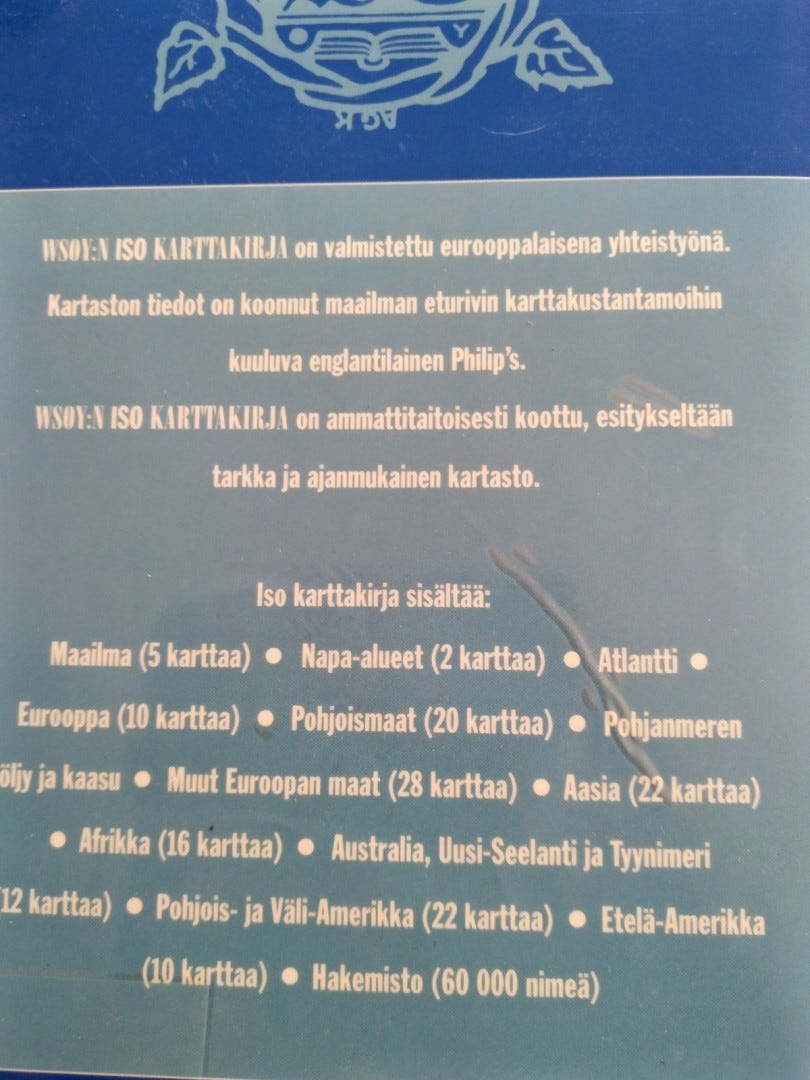 WSOY:N ISO KARTTAKIRJA on valmistettu eurooppalaisena yhteistyönä.
Kartaston tiedot on koonnut maailman eturivin karttakustantamoihin
kuuluva englantilainen Philip's.
WSOY:N ISO KARTTAKIRJA on ammattitaitoisesti koottu, esitykseltään
tarkka ja ajanmukainen kartasto.
Iso karttakirja sisältää:
Maailma (5 karttaa) ● Napa-alueet (2 karttaa) ● Atlantti ●
Eurooppa (10 karttaa) ● Pohjoismaat (20 karttaa) ● Pohjanmeren
öljy ja kaasu ● Muut Euroopan maat (28 karttaa) ● Aasia (22 karttaa)
● Afrikka (16 karttaa) ● Australia, Uusi-Seelanti ja Tyynimeri
12 karttaa) ● Pohjois- ja Väli-Amerikka (22 karttaa) ● Etelä-Amerikka
(10 karttaa) ● Hakemisto (60 000 nimeä)